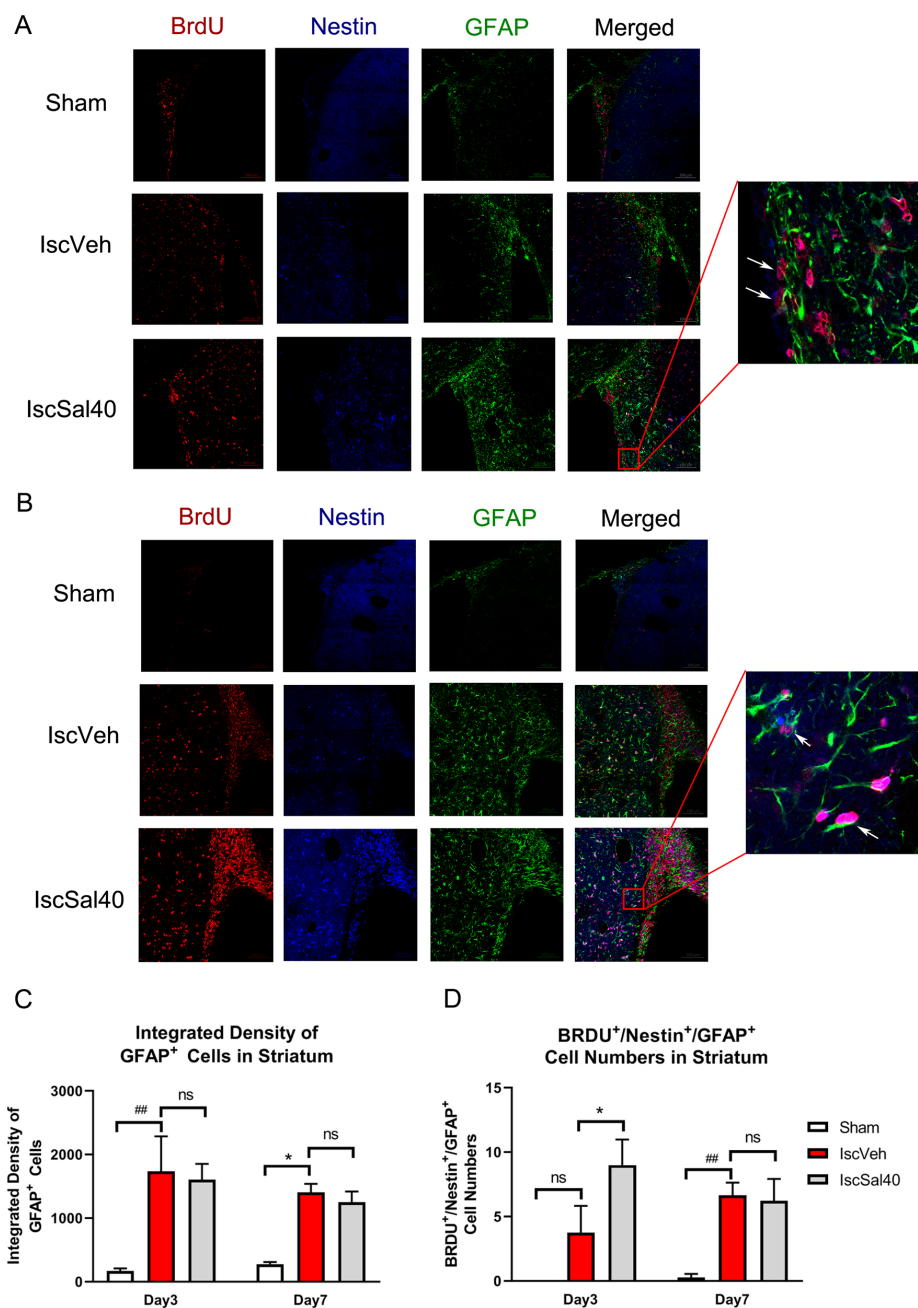 A
BrdU Nestin GFAP Merged
Sham
IscVeh
IscSal40
B
BrdU Nestin GFAP Merged
Sham
IscVeh
IscSal40
C
Integrated Density of
GFAP⁺ Cells in Striatum
Integrated Density of
GFAP⁺ Cells
3000
2000
1000
0
## ns
* ns
Day3 Day7
D
BRDU⁺/Nestin⁺/GFAP⁺
Cell Numbers in Striatum
BRDU⁺/Nestin⁺/GFAP⁺
Cell Numbers
15
10
5
0
ns *
## ns
Day3 Day7
Sham
IscVeh
IscSal40